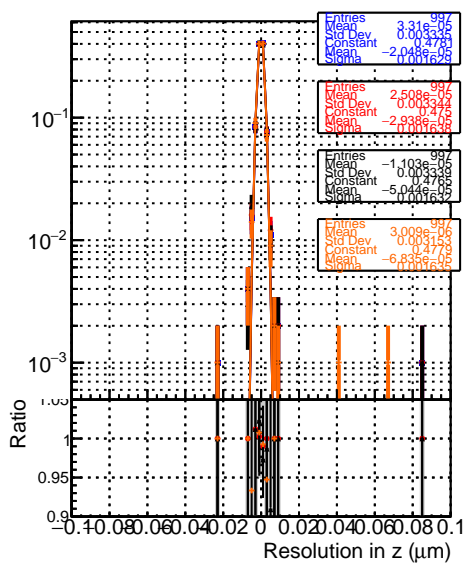 Entries 997
Mean 3.31e−05
Std Dev 0.003335
Constant 0.4781
Mean −2.048e−05
Sigma 0.001629
Entries 997
Mean 2.508e−05
Std Dev 0.003344
Constant 0.475
Mean −2.938e−05
Sigma 0.001638
Entries 997
Mean −1.103e−05
Std Dev 0.003339
Constant 0.4765
Mean −5.044e−05
Sigma 0.001632
Entries 997
Mean 3.009e−06
Std Dev 0.003153
Constant 0.4779
Mean −6.835e−05
Sigma 0.001635
10−1
10−2
10−3
Ratio
1.05
1
0.95
0.9
−0.1 −0.08 −0.06 −0.04 −0.02 0 0.02 0.04 0.06 0.08 0.1
Resolution in z (μm)